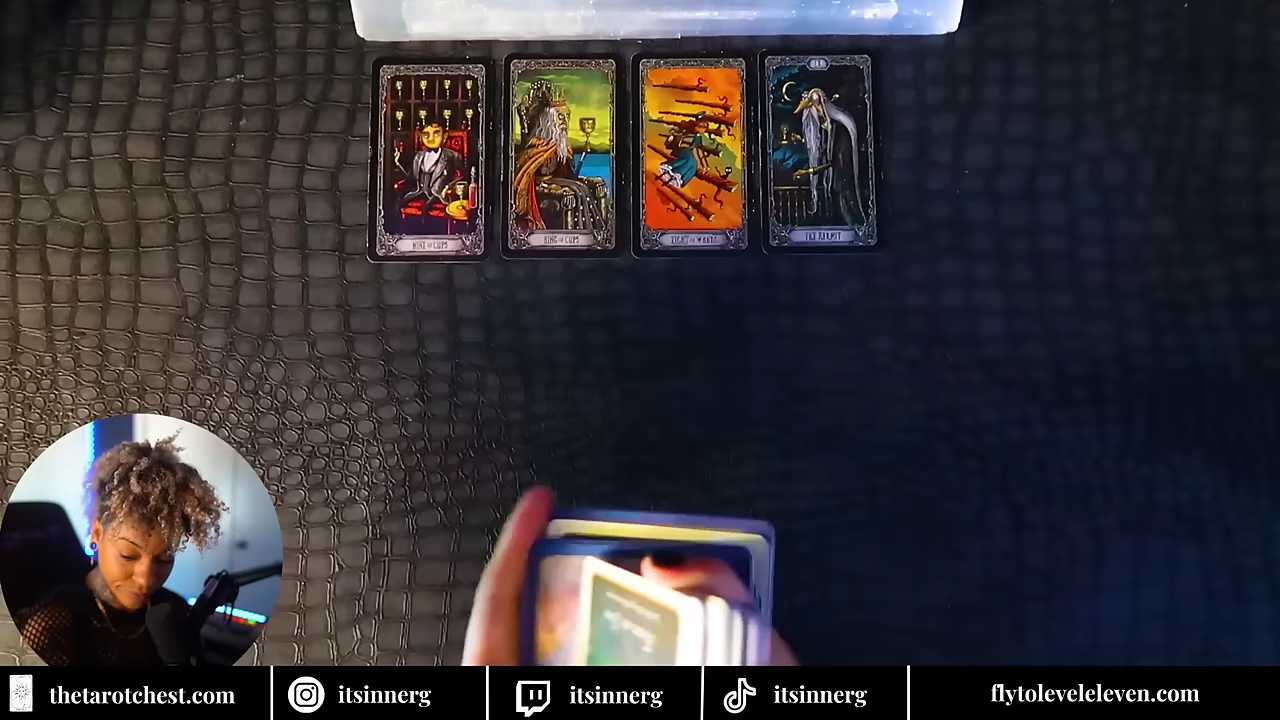 NINE OF CUPS
KING OF CUPS
EIGHT OF WANDS
THE HERMIT
thetarotchest.com
itsinnerg
itsinnerg
itsinnerg
flytoleveleleven.com